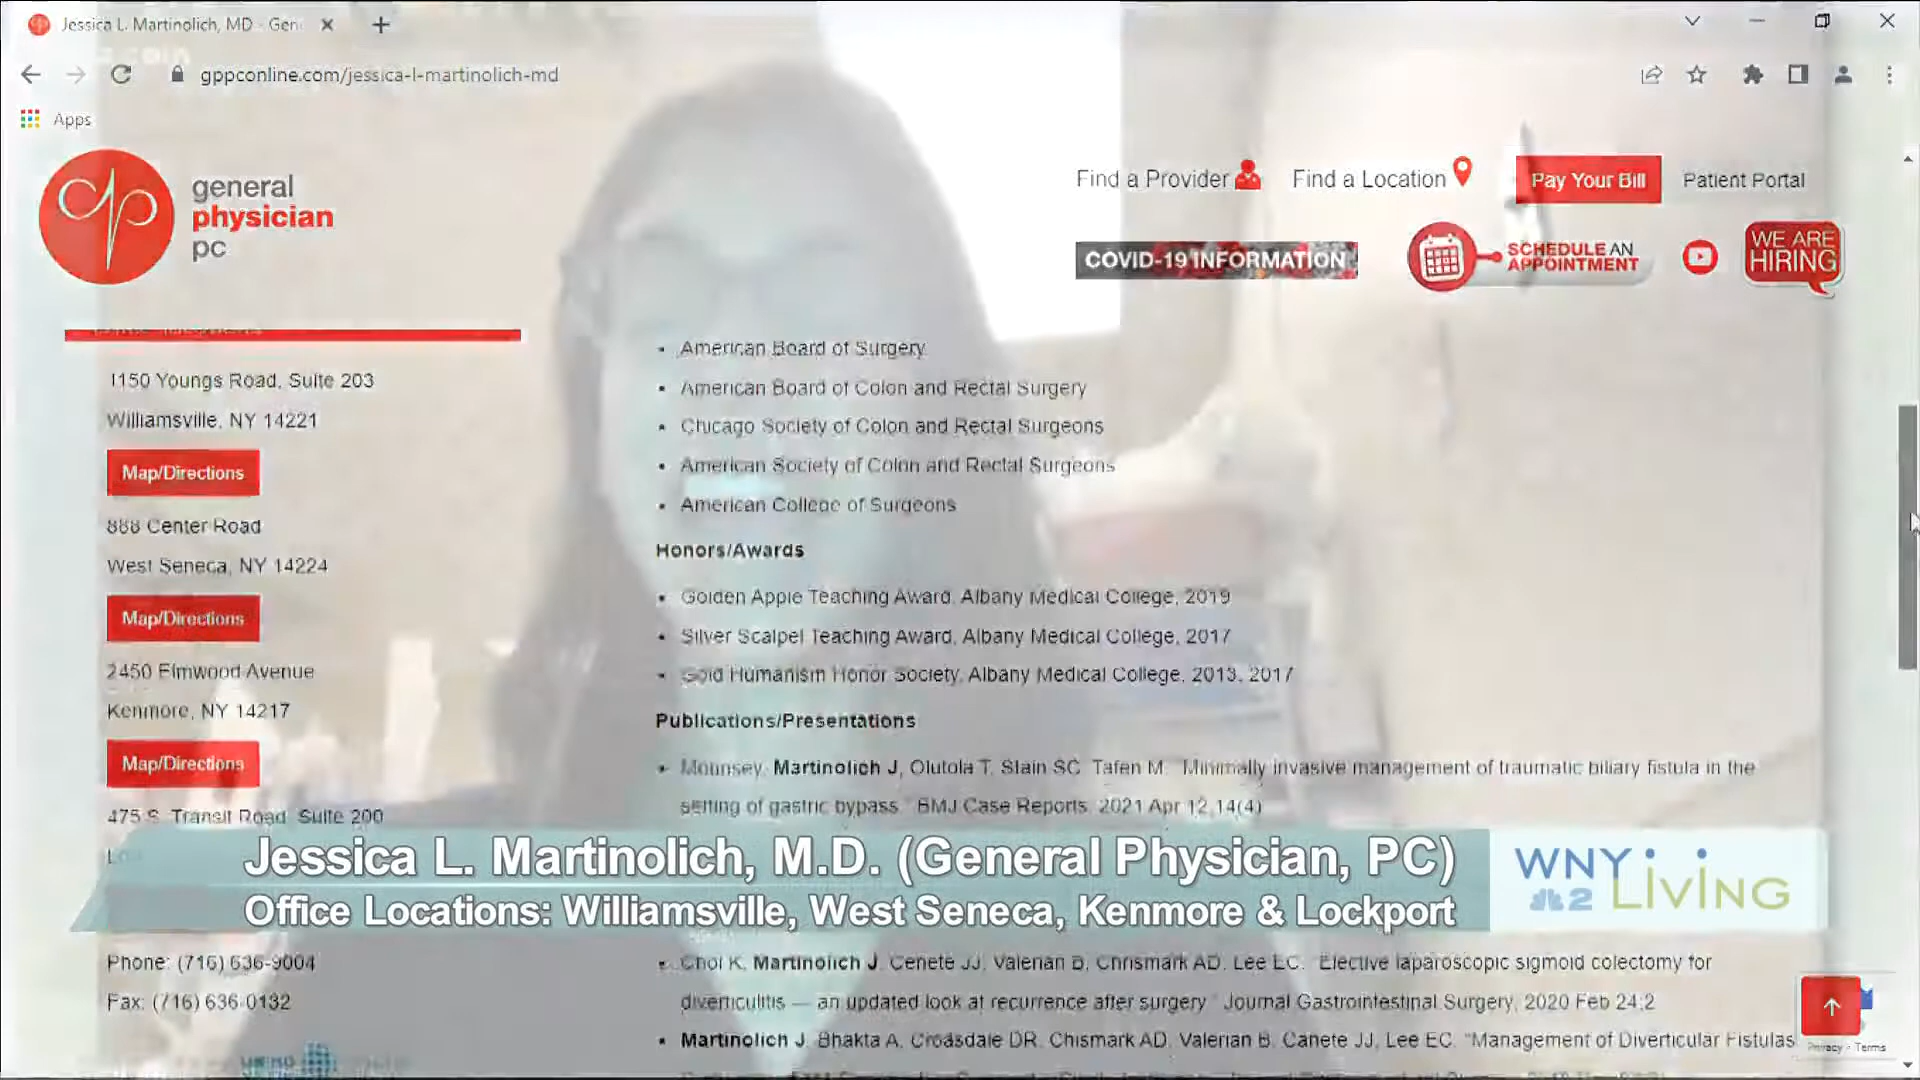 Jessica L. Martinolich, MD - Gen
gppconline.com/jessica-l-martinolich-md
Apps
general
physician
pc
Find a Provider
Find a Location
Pay Your Bill
Patient Portal
COVID-19 INFORMATION
SCHEDULE AN
APPOINTMENT
WE ARE
HIRING
1150 Youngs Road, Suite 203
Williamsville, NY 14221
Map/Directions
888 Center Road
West Seneca, NY 14224
Map/Directions
2450 Elmwood Avenue
Kenmore, NY 14217
Map/Directions
475 S. Transit Road Suite 200
Phone: (716) 636-9004
Fax: (716) 636-0132
• American Board of Surgery
• American Board of Colon and Rectal Surgery
• Chicago Society of Colon and Rectal Surgeons
• American Society of Colon and Rectal Surgeons
• American College of Surgeons
Honors/Awards
• Golden Apple Teaching Award, Albany Medical College, 2019
• Silver Scalpel Teaching Award, Albany Medical College, 2017
• Gold Humanism Honor Society, Albany Medical College, 2013, 2017
Publications/Presentations
• Mounsey, Martinolich J, Olutola T, Stain SC, Tafen M. "Minimally invasive management of traumatic biliary fistula in the
setting of gastric bypass." BMJ Case Reports. 2021 Apr 12,14(4)
Jessica L. Martinolich, M.D. (General Physician, PC)
Office Locations: Williamsville, West Seneca, Kenmore & Lockport
WNY
2 LiViNG
• Choi K, Martinolich J, Canete JJ, Valerian B, Chismark AD, Lee EC. "Elective laparoscopic sigmoid colectomy for
diverticulitis — an updated look at recurrence after surgery" Journal Gastrointestinal Surgery, 2020 Feb 24:2
• Martinolich J, Bhakta A, Croasdale DR, Chismark AD, Valerian B, Canete JJ, Lee EC. "Management of Diverticular Fistulas
Privacy - Terms